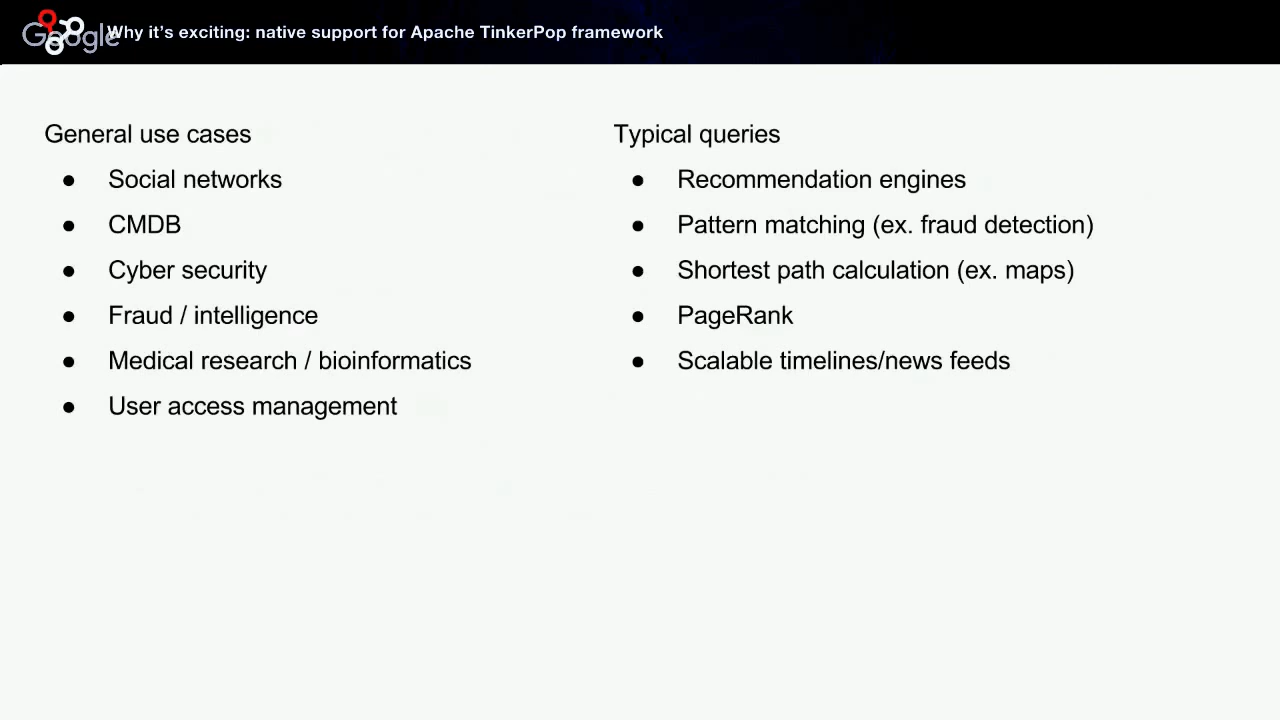 Google
Why it's exciting: native support for Apache TinkerPop framework
General use cases
● Social networks
● CMDB
● Cyber security
● Fraud / intelligence
● Medical research / bioinformatics
● User access management
Typical queries
● Recommendation engines
● Pattern matching (ex. fraud detection)
● Shortest path calculation (ex. maps)
● PageRank
● Scalable timelines/news feeds